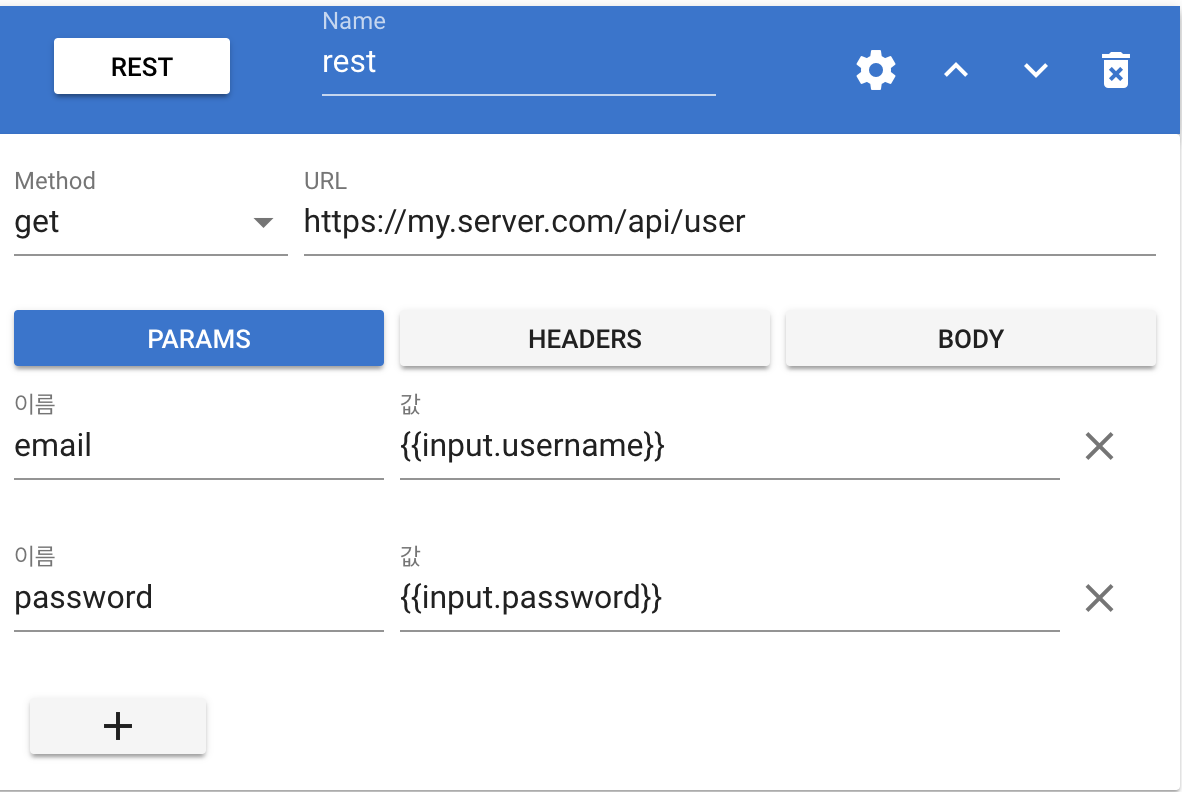 REST
Name
rest
Method
get
URL
https://my.server.com/api/user
PARAMS
HEADERS
BODY
이름
email
값
{{input.username}}
이름
password
값
{{input.password}}